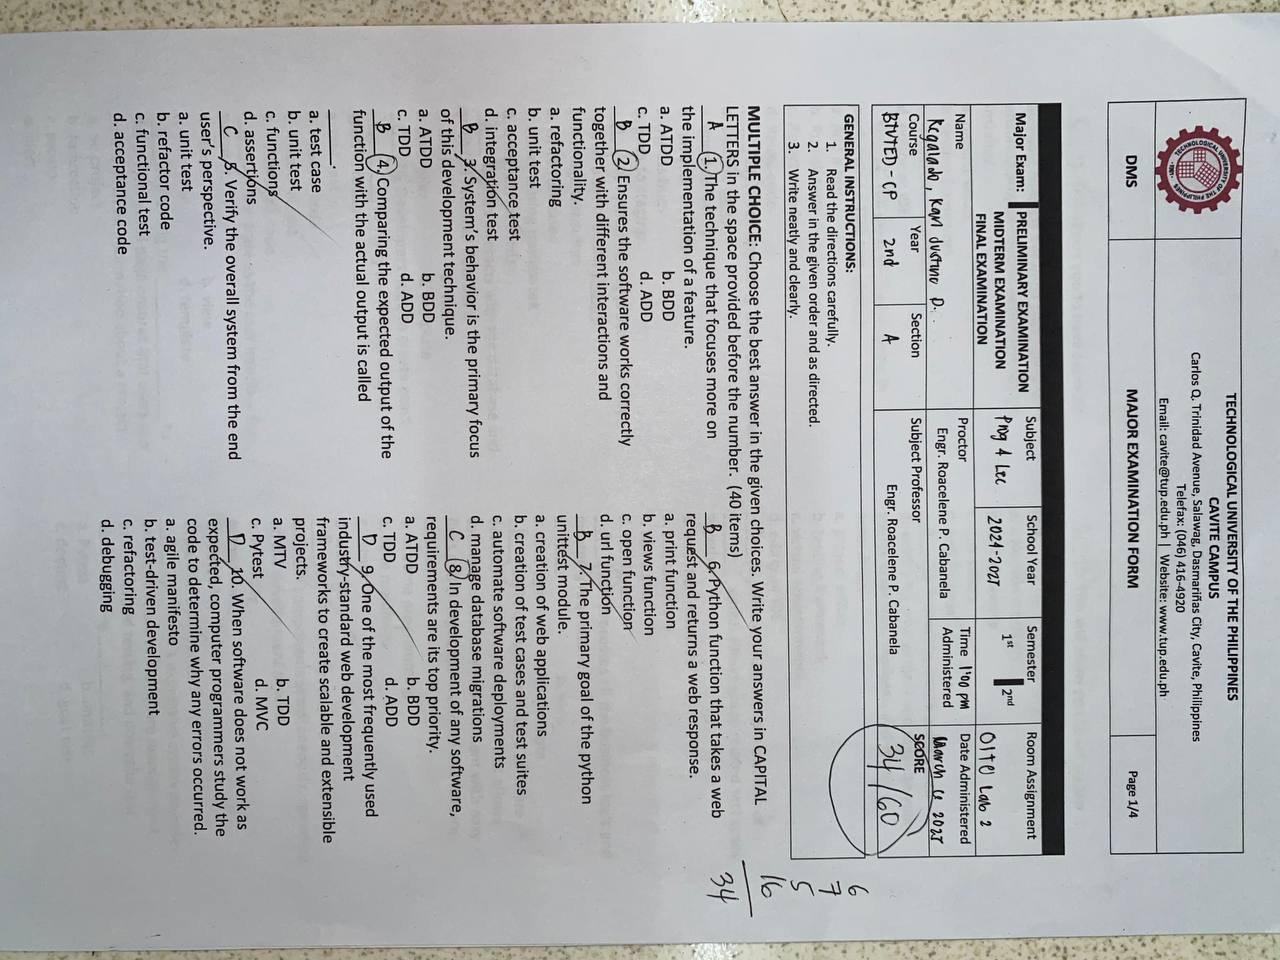 TECHNOLOGICAL UNIVERSITY OF THE PHILIPPINES
CAVITE CAMPUS
Carlos Q. Trinidad Avenue, Salawag, Dasmariñas City, Cavite, Philippines
Telefax: (046) 416-4920
Email: cavite@tup.edu.ph | Website: www.tup.edu.ph
DMS
MAJOR EXAMINATION FORM
Page 1/4
Major Exam:
PRELIMINARY EXAMINATION
MIDTERM EXAMINATION
FINAL EXAMINATION
Subject
Prog 4 Lec
School Year
2024-2025
Semester
1st 2nd
Room Assignment
OITE Lab 2
Name
Regalado, Karl D.
Proctor
Engr. Roacelene P. Cabanela
Time Administered
1:00 pm
Date Administered
March 2025
Course
BTVTED - CP
Year
2nd
Section
A
Subject Professor
Engr. Roacelene P. Cabanela
SCORE
34/60
GENERAL INSTRUCTIONS:
1. Read the directions carefully.
2. Answer in the given order and as directed.
3. Write neatly and clearly.
6
7
5
16
34
MULTIPLE CHOICE: Choose the best answer in the given choices. Write your answers in CAPITAL
LETTERS in the space provided before the number. (40 items)
A 1. The technique that focuses more on
the implementation of a feature.
a. ATDD b. BDD
c. TDD d. ADD
B 2. Ensures the software works correctly
together with different interactions and
functionality.
a. refactoring
b. unit test
c. acceptance test
d. integration test
B 3. System's behavior is the primary focus
of this development technique.
a. ATDD b. BDD
c. TDD d. ADD
B 4. Comparing the expected output of the
function with the actual output is called
________.
a. test case
b. unit test
c. functions
d. assertions
C 5. Verify the overall system from the end
user's perspective.
a. unit test
b. refactor code
c. functional test
d. acceptance code
B 6. Python function that takes a web
request and returns a web response.
a. print function
b. views function
c. open function
d. url function
B 7. The primary goal of the python
unittest module.
a. creation of web applications
b. creation of test cases and test suites
c. automate software deployments
d. manage database migrations
C 8. In development of any software,
requirements are its top priority.
a. ATDD b. BDD
c. TDD d. ADD
D 9. One of the most frequently used
industry-standard web development
frameworks to create scalable and extensible
projects.
a. MTV b. TDD
c. Pytest d. MVC
D 10. When software does not work as
expected, computer programmers study the
code to determine why any errors occurred.
a. agile manifesto
b. test-driven development
c. refactoring
d. debugging